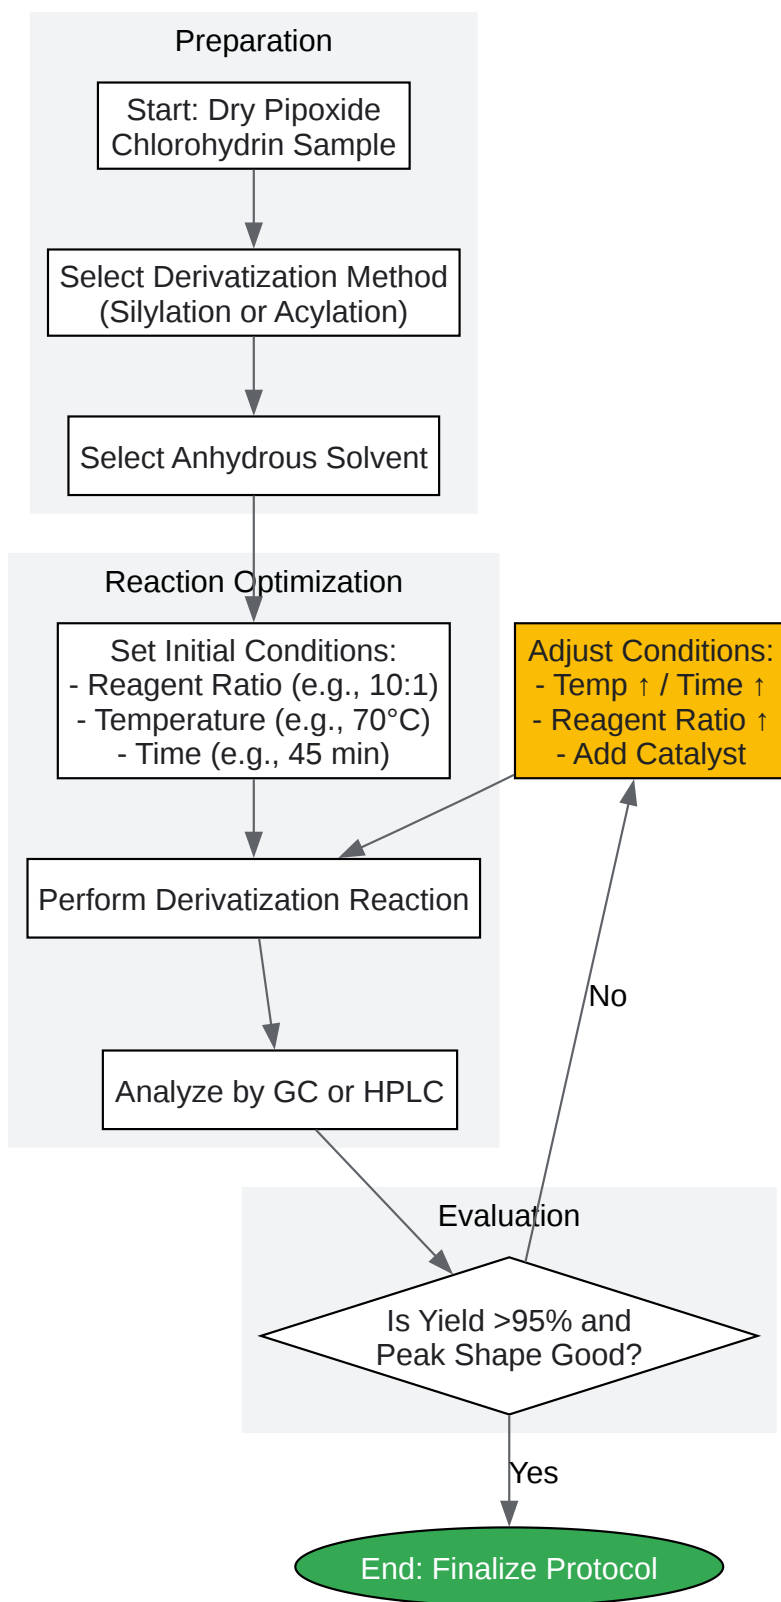 Preparation
Start: Dry Pipoxide
Chlorohydrin Sample
Select Derivatization Method
(Silylation or Acylation)
Select Anhydrous Solvent
Reaction Optimization
Set Initial Conditions:
- Reagent Ratio (e.g., 10:1)
- Temperature (e.g., 70°C)
- Time (e.g., 45 min)
Adjust Conditions:
- Temp ↑ / Time ↑
- Reagent Ratio ↑
- Add Catalyst
Perform Derivatization Reaction
No
Analyze by GC or HPLC
Evaluation
Is Yield >95% and
Peak Shape Good?
Yes
End: Finalize Protocol